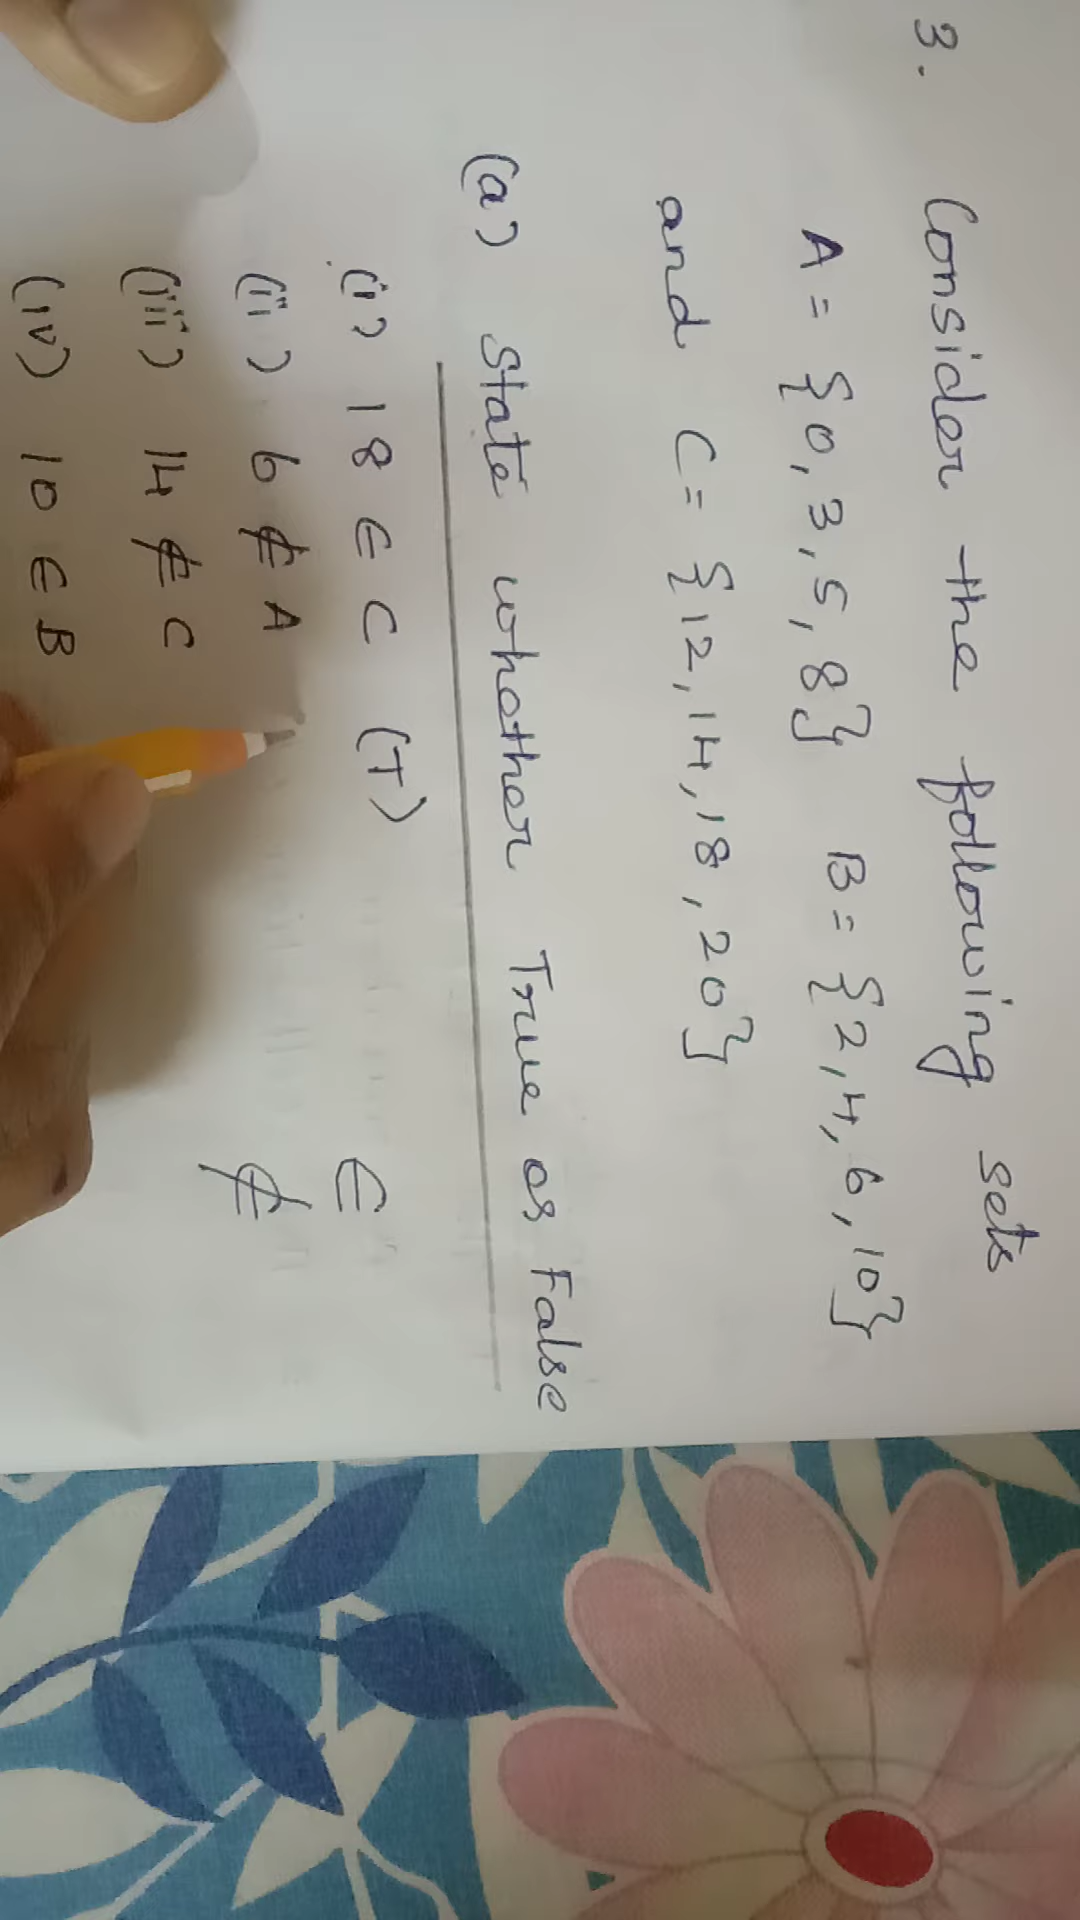 3. Consider the following sets
A = {0, 3, 5, 8} B = {2, 4, 6, 10}
and C = {12, 14, 18, 20}
(a) State whether True or False
(i) 18 ∈ C (T) ∈
(ii) 6 ∉ A ∉
(iii) 14 ∉ C
(iv) 10 ∈ B